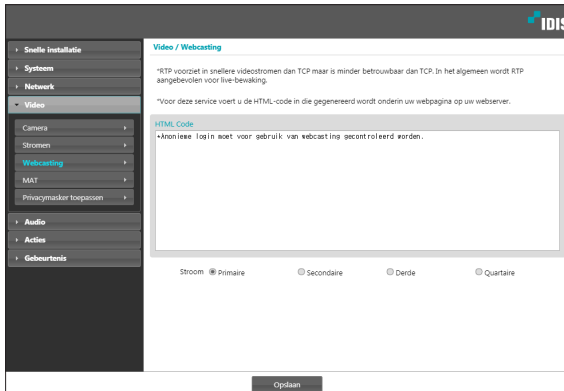 IDIS
Snelle installatie
Systeem
Netwerk
Video
Camera
Stromen
Webcasting
MAT
Privacymasker toepassen
Audio
Acties
Gebeurtenis
Video / Webcasting
*RTP voorziet in snellere videostromen dan TCP maar is minder betrouwbaar dan TCP. In het algemeen wordt RTP
aangebevolen voor live-bewaking.
*Voor deze service voert u de HTML-code in die gegenereerd wordt onderin uw webpagina op uw webserver.
HTML Code
*Anonieme login moet voor gebruik van webcasting gecontroleerd worden.
Stroom Primaire Secondaire Derde Quartaire
Opslaan